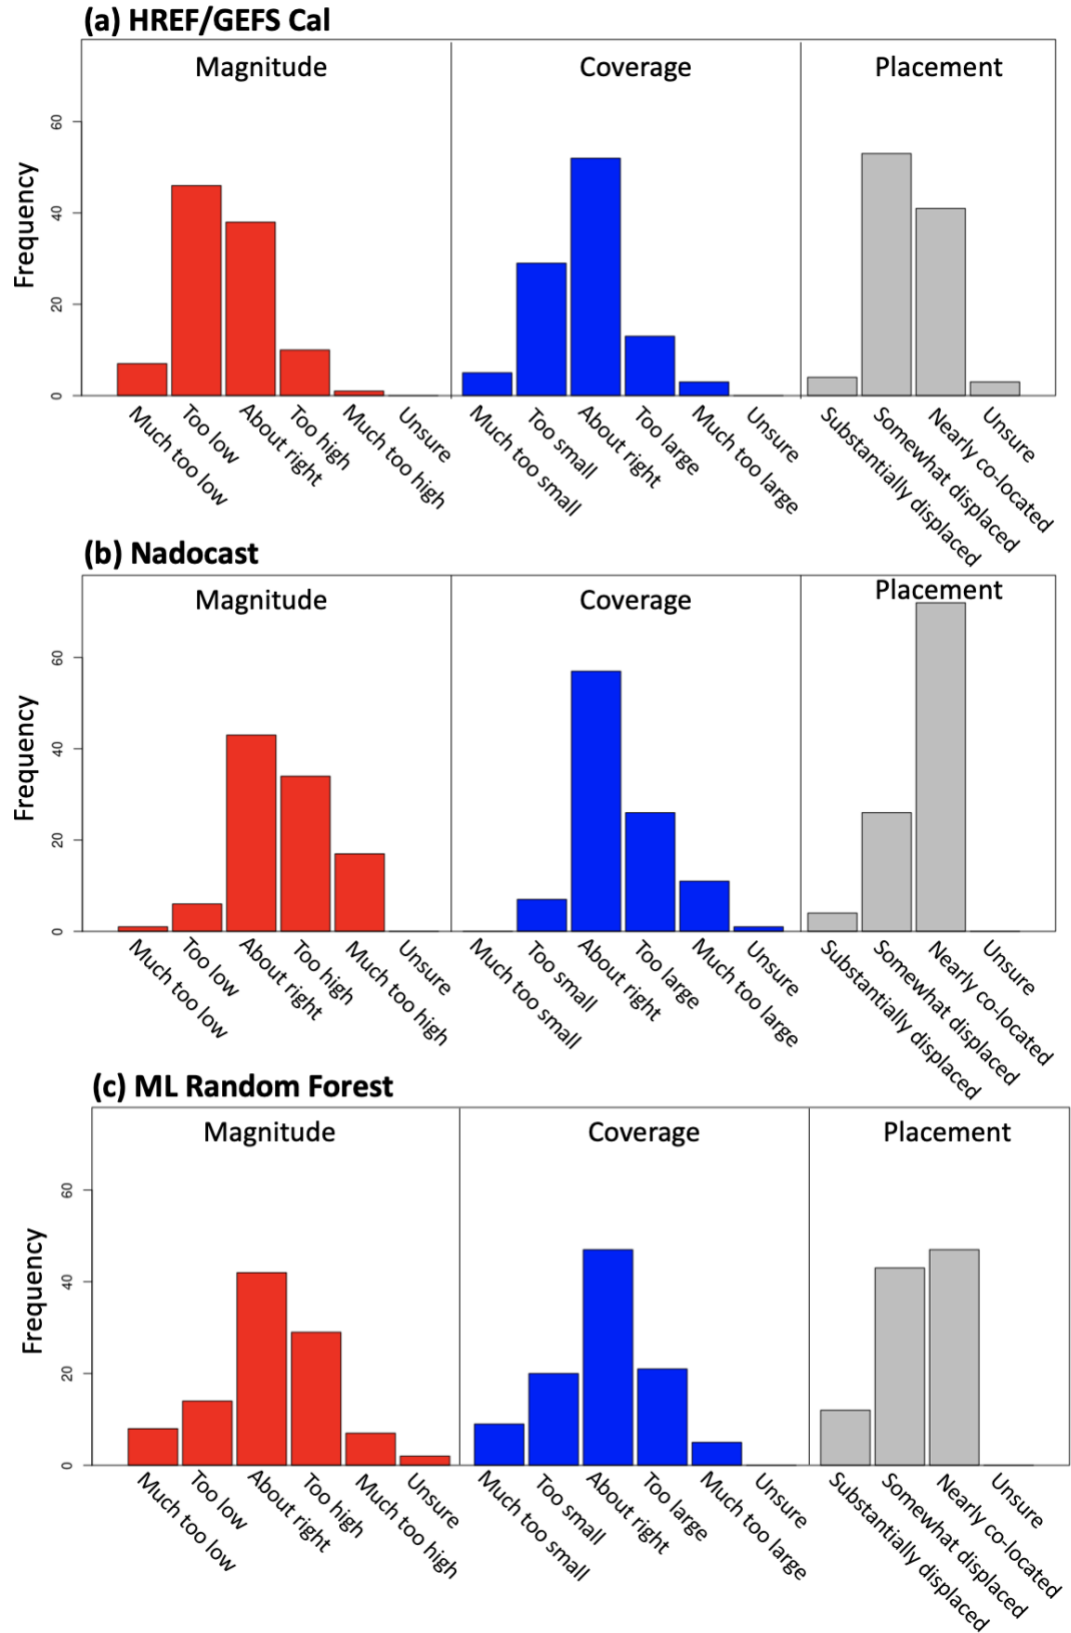 (a) HREF/GEFS Cal
Magnitude
Coverage
Placement
Frequency
60
40
20
0
Much too low
Too low
About right
Too high
Much too high
Unsure
Much too small
Too small
About right
Too large
Much too large
Unsure
Substantially displaced
Somewhat displaced
Nearly co-located
Unsure
(b) Nadocast
Magnitude
Coverage
Placement
Frequency
60
40
20
0
Much too low
Too low
About right
Too high
Much too high
Unsure
Much too small
Too small
About right
Too large
Much too large
Unsure
Substantially displaced
Somewhat displaced
Nearly co-located
Unsure
(c) ML Random Forest
Magnitude
Coverage
Placement
Frequency
60
40
20
0
Much too low
Too low
About right
Too high
Much too high
Unsure
Much too small
Too small
About right
Too large
Much too large
Unsure
Substantially displaced
Somewhat displaced
Nearly co-located
Unsure